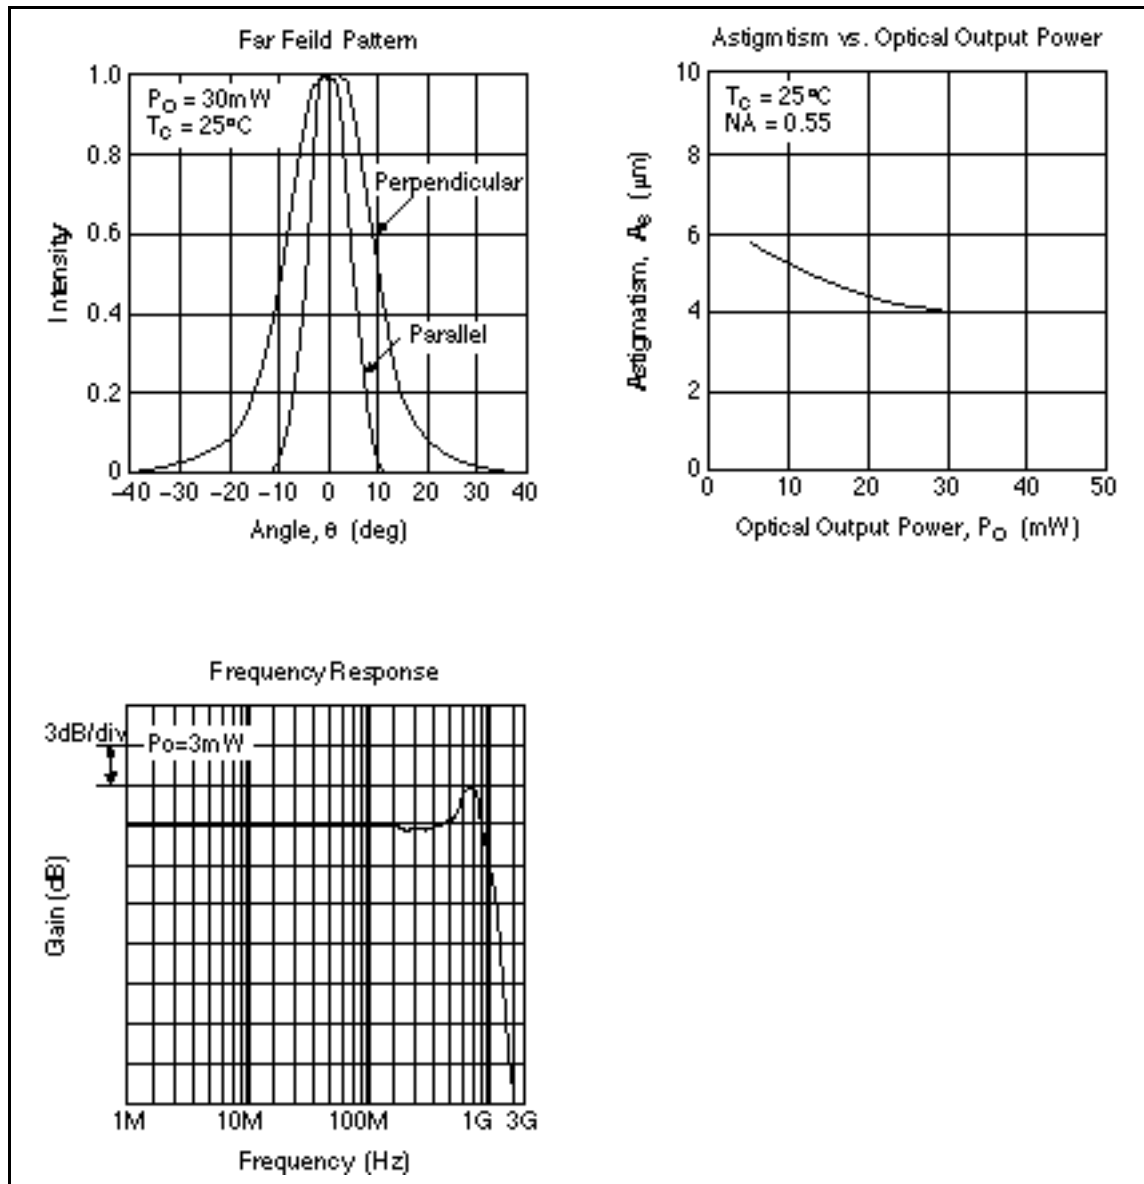 Far Feild Pattern
1.0
0.8
0.6
0.4
0.2
0
Intensity
PO = 30mW
TC = 25°C
Perpendicular
Parallel
−40 −30 −20 −10 0 10 20 30 40
Angle, θ (deg)
Astigmtism vs. Optical Output Power
10
8
6
4
2
0
Astigmatism, AS (µm)
TC = 25°C
NA = 0.55
0 10 20 30 40 50
Optical Output Power, PO (mW)
Frequency Response
3dB/div
Po=3mW
Gain (dB)
1M 10M 100M 1G 3G
Frequency (Hz)